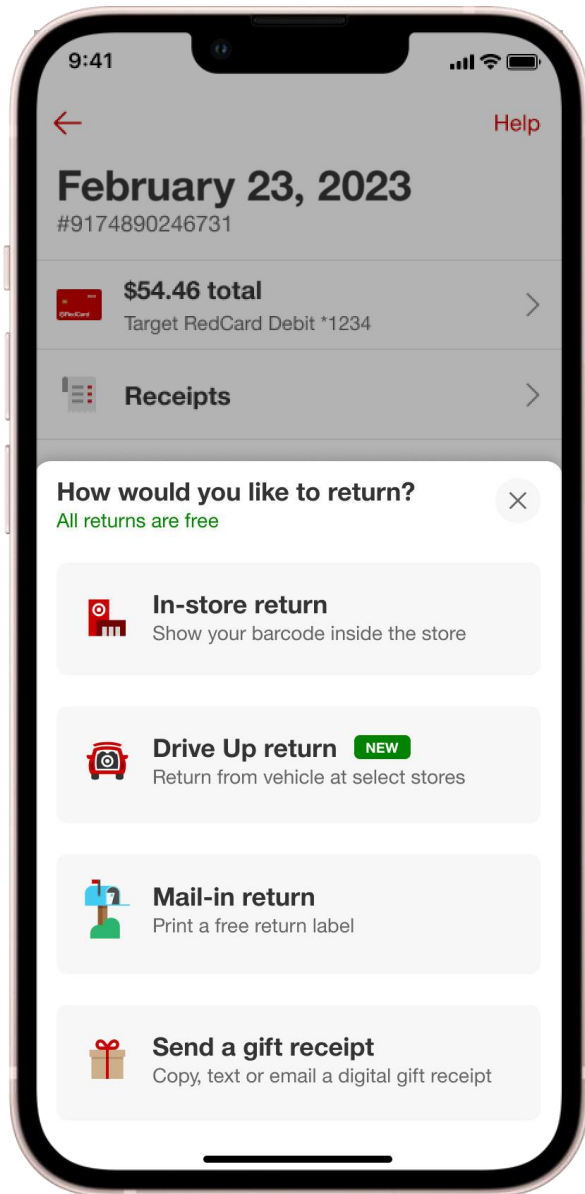 9:41
Help
February 23, 2023
#9174890246731
$54.46 total
Target RedCard Debit *1234
Receipts
How would you like to return?
All returns are free
In-store return
Show your barcode inside the store
Drive Up return NEW
Return from vehicle at select stores
Mail-in return
Print a free return label
Send a gift receipt
Copy, text or email a digital gift receipt